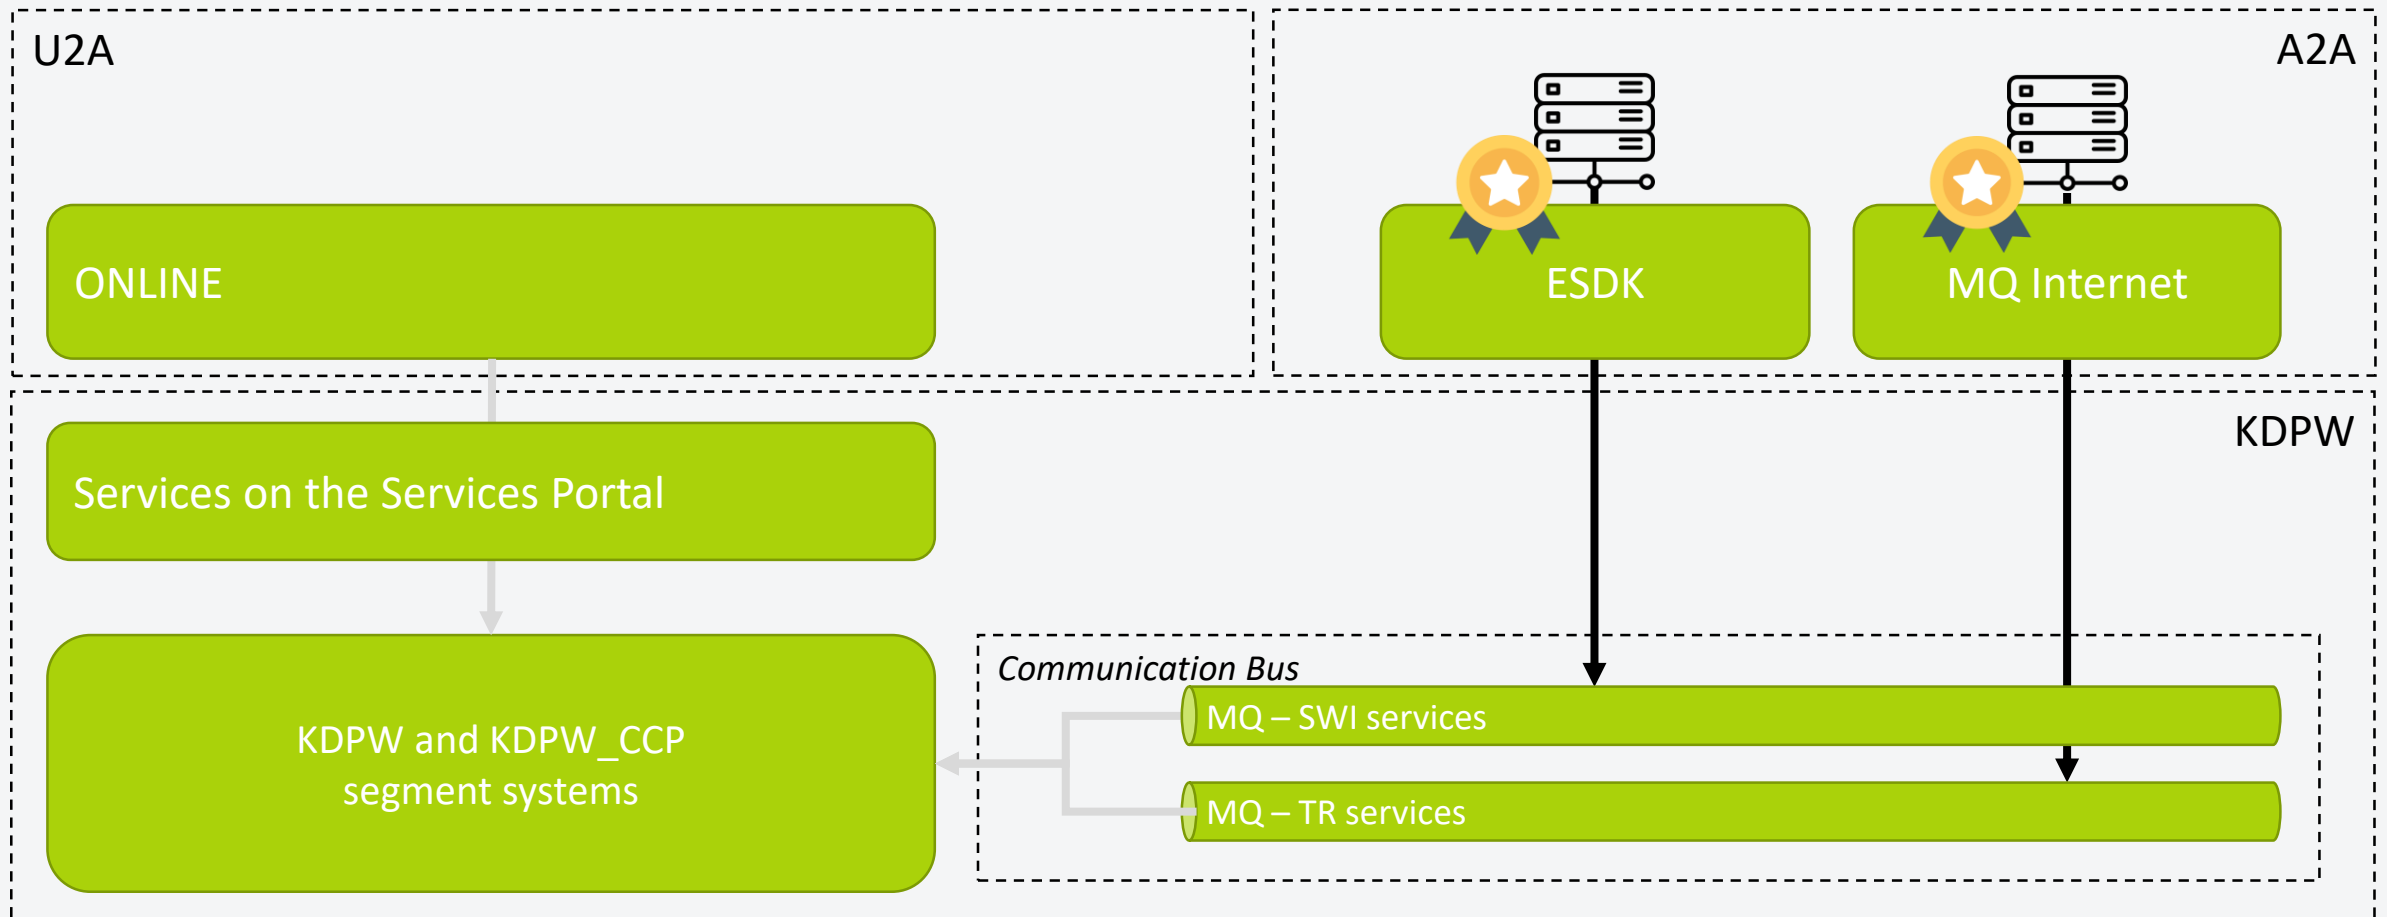 U2A
A2A
ONLINE
ESDK
MQ Internet
KDPW
Services on the Services Portal
Communication Bus
MQ – SWI services
KDPW and KDPW_CCP
segment systems
MQ – TR services